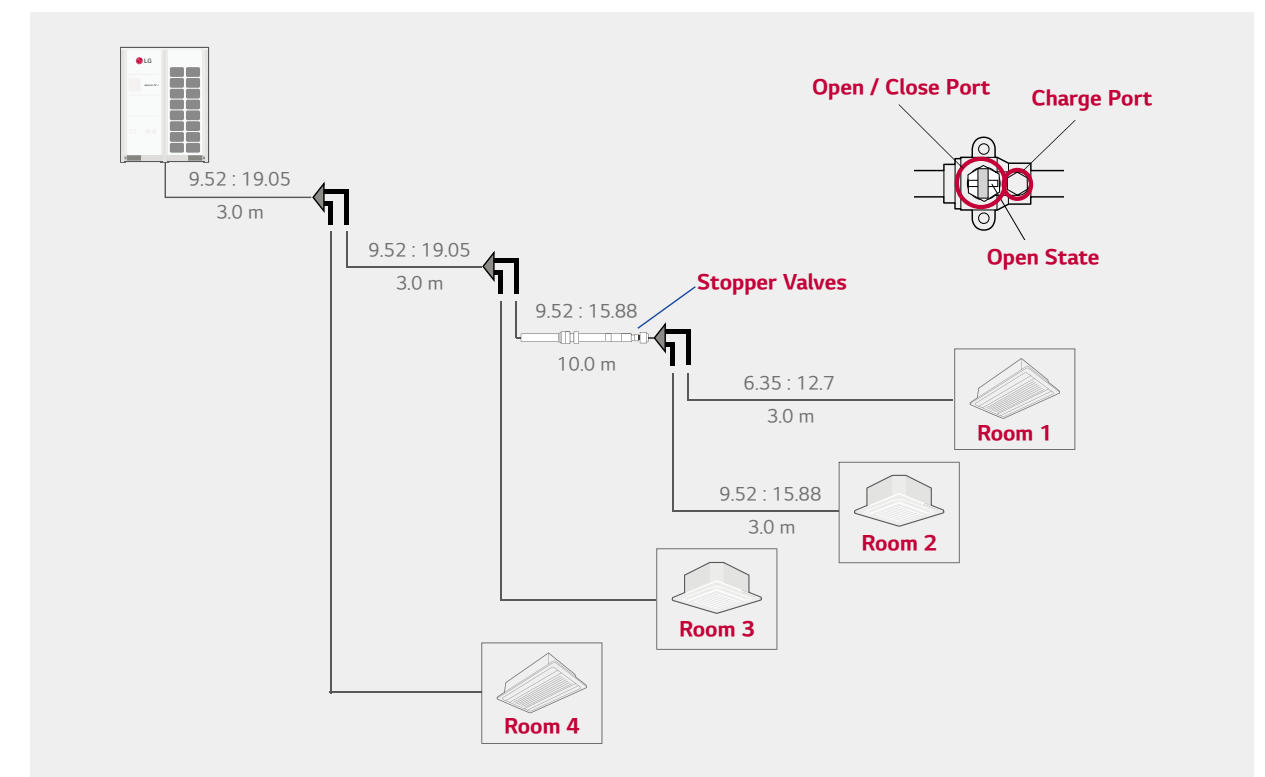 LG
Open / Close Port
Charge Port
9.52 : 19.05
3.0 m
9.52 : 19.05
3.0 m
Open State
Stopper Valves
9.52 : 15.88
10.0 m
6.35 : 12.7
3.0 m
Room 1
9.52 : 15.88
3.0 m
Room 2
Room 3
Room 4